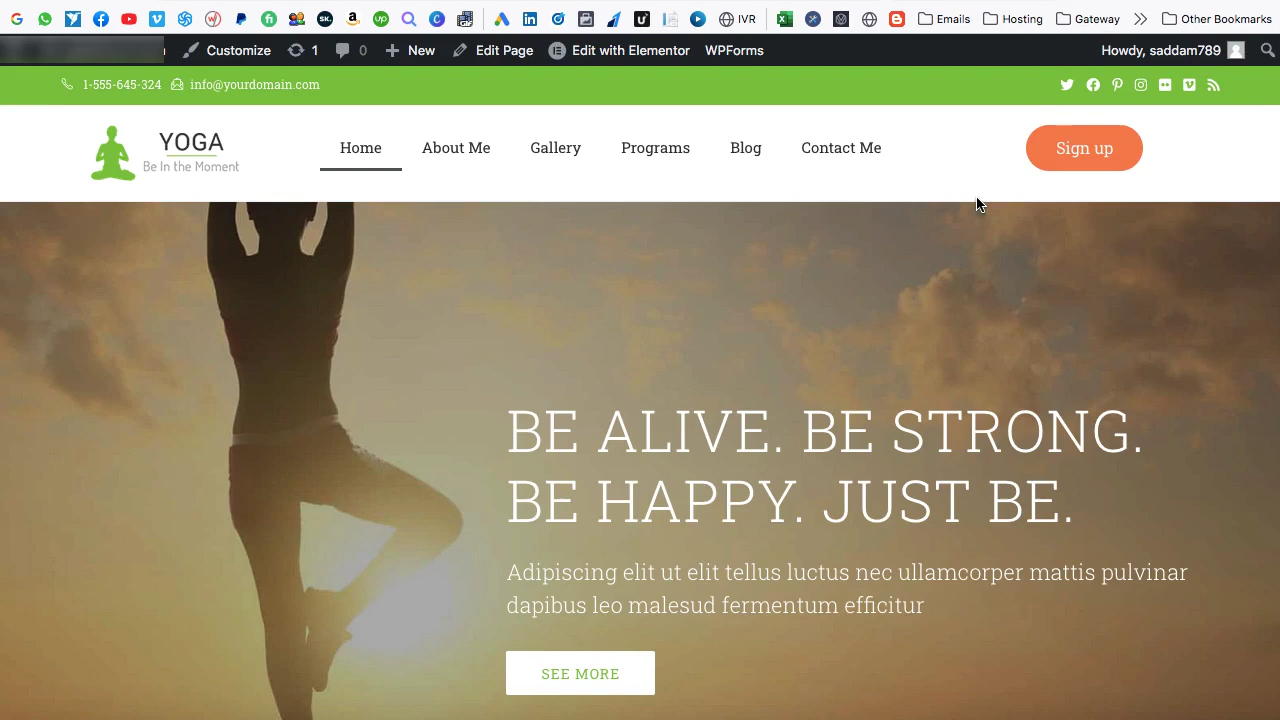 IVR Emails Hosting Gateway Other Bookmarks
Customize 1 0 New Edit Page Edit with Elementor WPForms Howdy, saddam789
1-555-645-324 info@yourdomain.com
YOGA
Be In the Moment
Home About Me Gallery Programs Blog Contact Me Sign up
BE ALIVE. BE STRONG.
BE HAPPY. JUST BE.
Adipiscing elit ut elit tellus luctus nec ullamcorper mattis pulvinar
dapibus leo malesud fermentum efficitur
SEE MORE